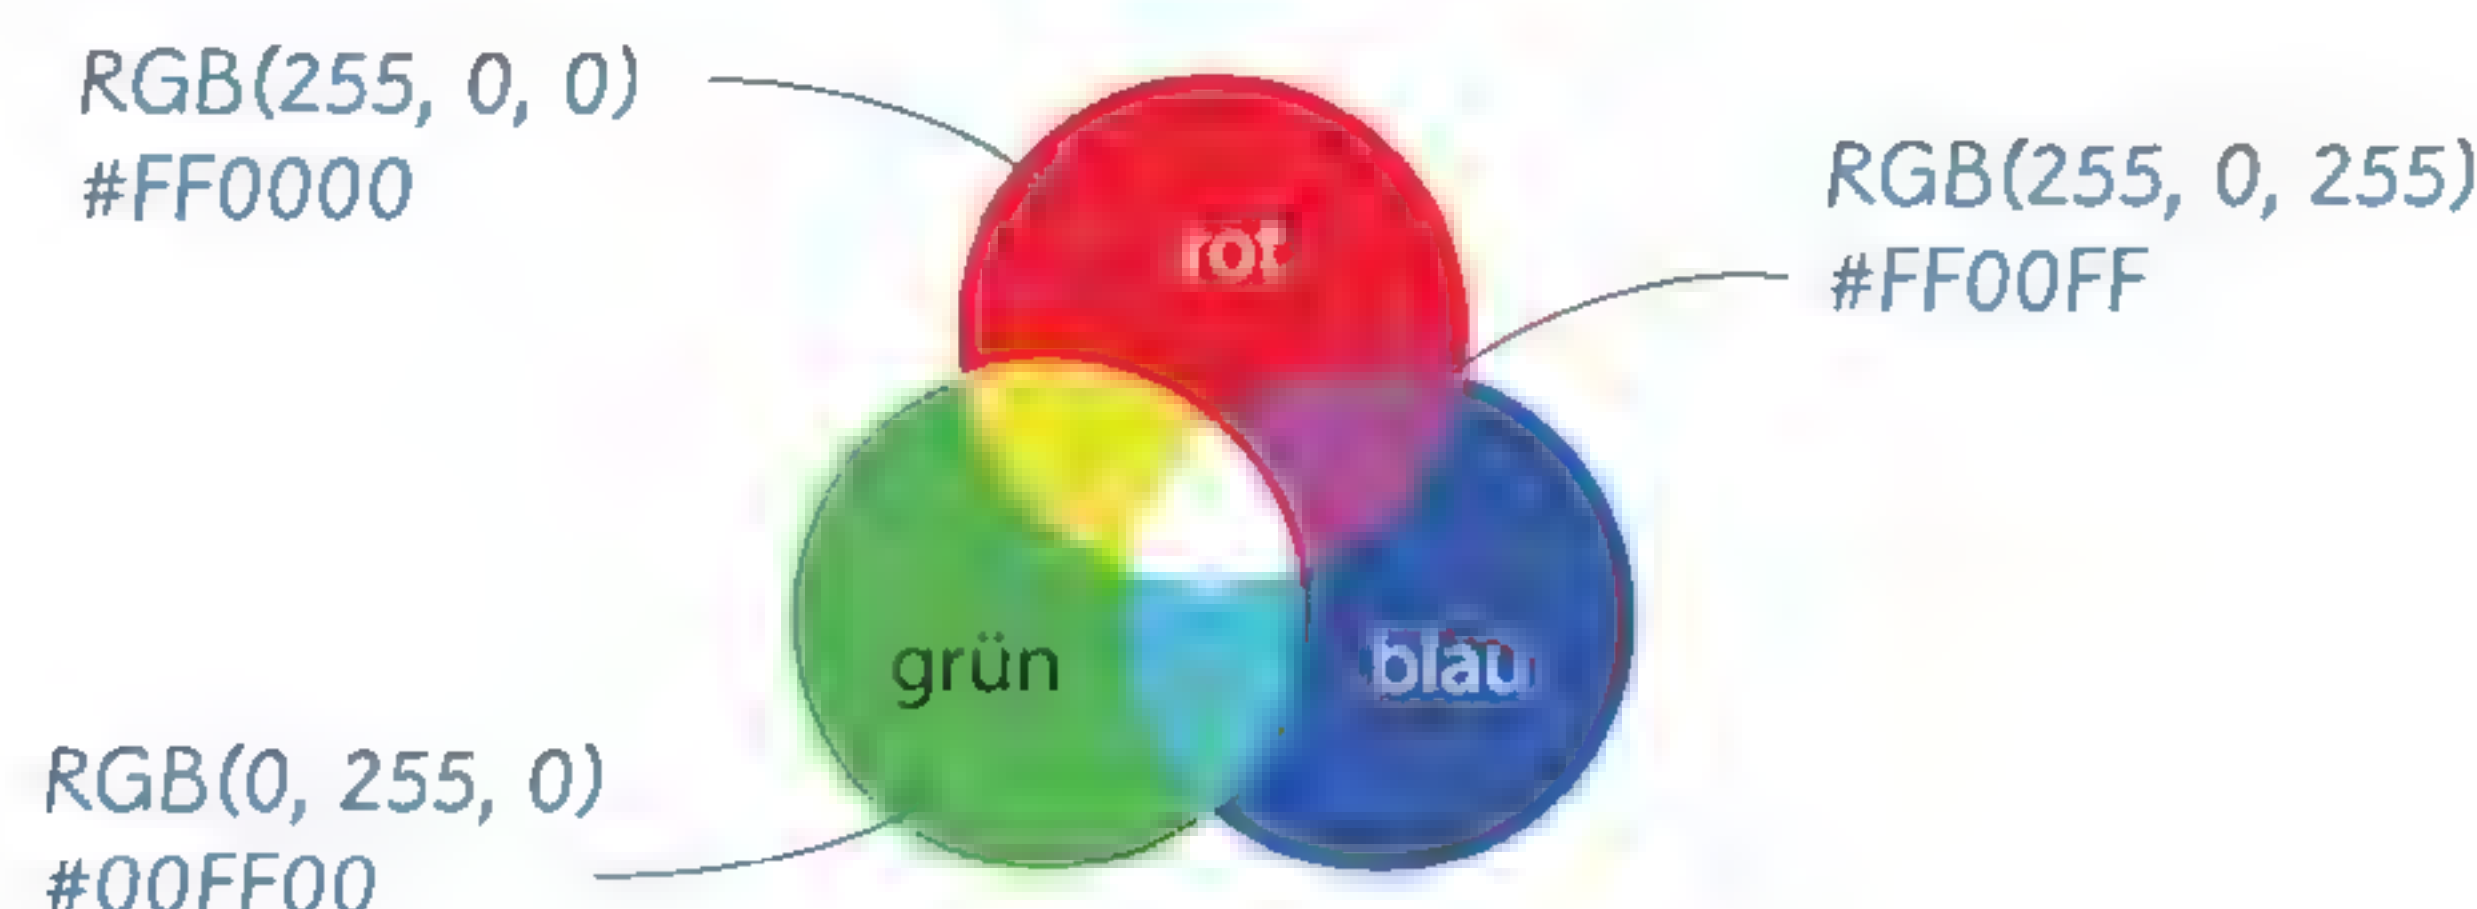 RGB(255, 0, 0)
#FF0000
RGB(255, 0, 255)
#FF00FF
rot
grün
blau
RGB(0, 255, 0)
#00FF00